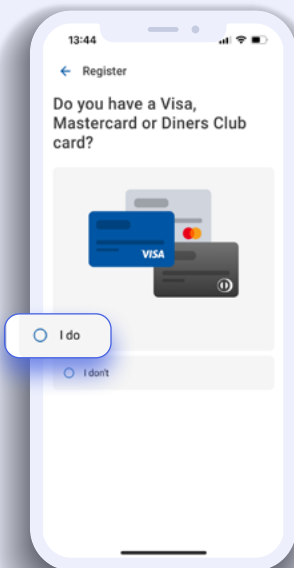 13:44
Register
Do you have a Visa,
Mastercard or Diners Club
card?
VISA
I do
I don't